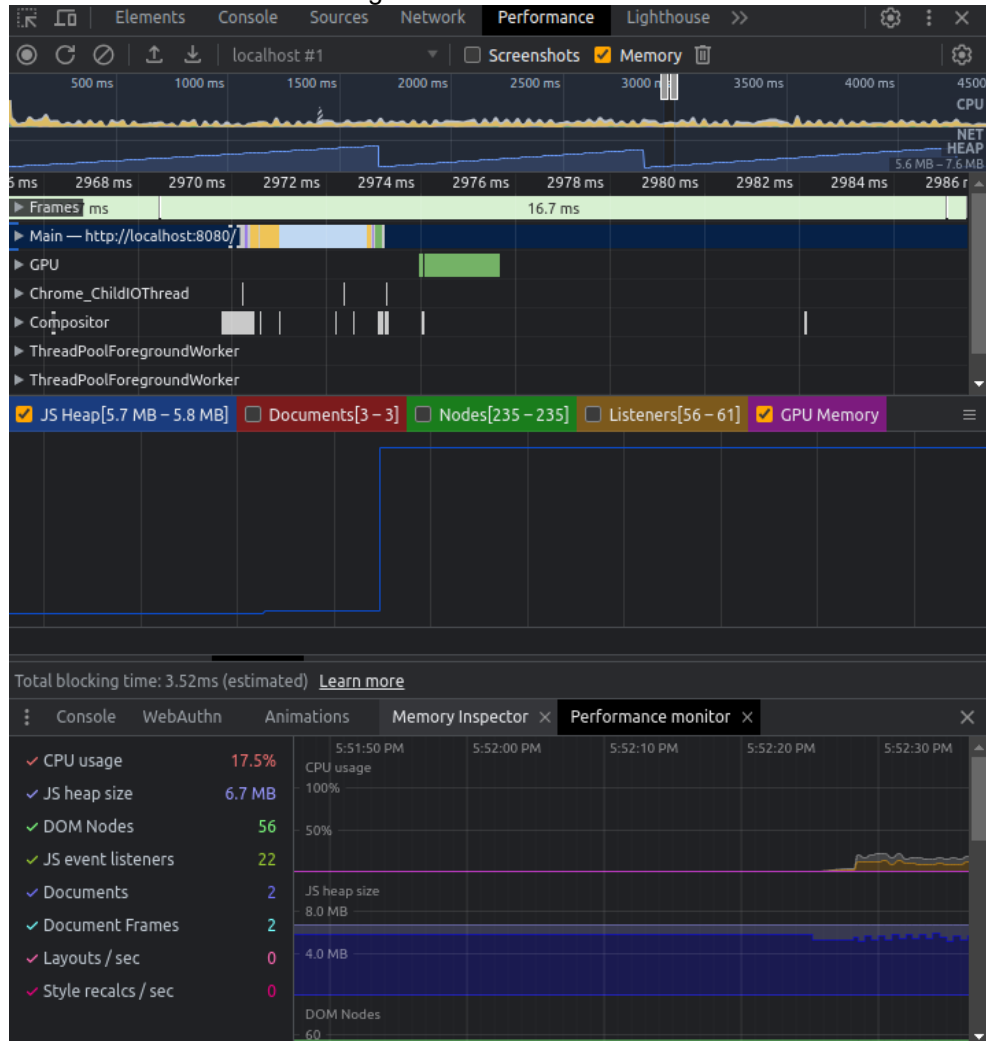 Elements Console Sources Network Performance Lighthouse
localhost #1 Screenshots Memory
500 ms 1000 ms 1500 ms 2000 ms 2500 ms 3000 3500 ms 4000 ms 4500
CPU
NET
HEAP
5.6 MB – 7.6 MB
ms 2968 ms 2970 ms 2972 ms 2974 ms 2976 ms 2978 ms 2980 ms 2982 ms 2984 ms 2986
Frames ms 16.7 ms
Main — http://localhost:8080/
GPU
Chrome_ChildIOThread
Compositor
ThreadPoolForegroundWorker
ThreadPoolForegroundWorker
JS Heap[5.7 MB – 5.8 MB] Documents[3 – 3] Nodes[235 – 235] Listeners[56 – 61] GPU Memory
Total blocking time: 3.52ms (estimated) Learn more
Console WebAuthn Animations Memory Inspector × Performance monitor ×
5:51:50 PM 5:52:00 PM 5:52:10 PM 5:52:20 PM 5:52:30 PM
CPU usage 17.5%
JS heap size 6.7 MB
DOM Nodes 56
JS event listeners 22
Documents 2
Document Frames 2
Layouts / sec 0
Style recalcs / sec 0
CPU usage
100%
50%
JS heap size
8.0 MB
4.0 MB
DOM Nodes
60